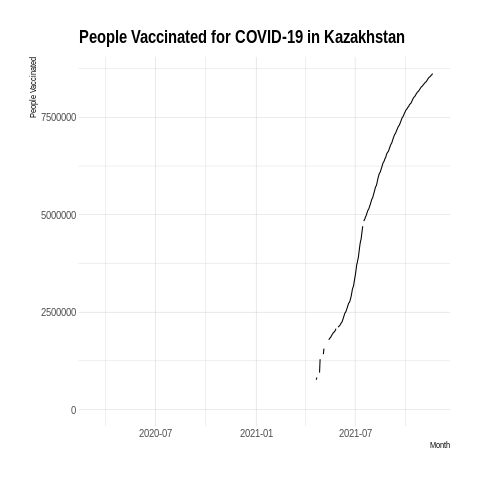 People Vaccinated for COVID-19 in Kazakhstan
People Vaccinated
7500000
5000000
2500000
0
2020-07
2021-01
2021-07
Month